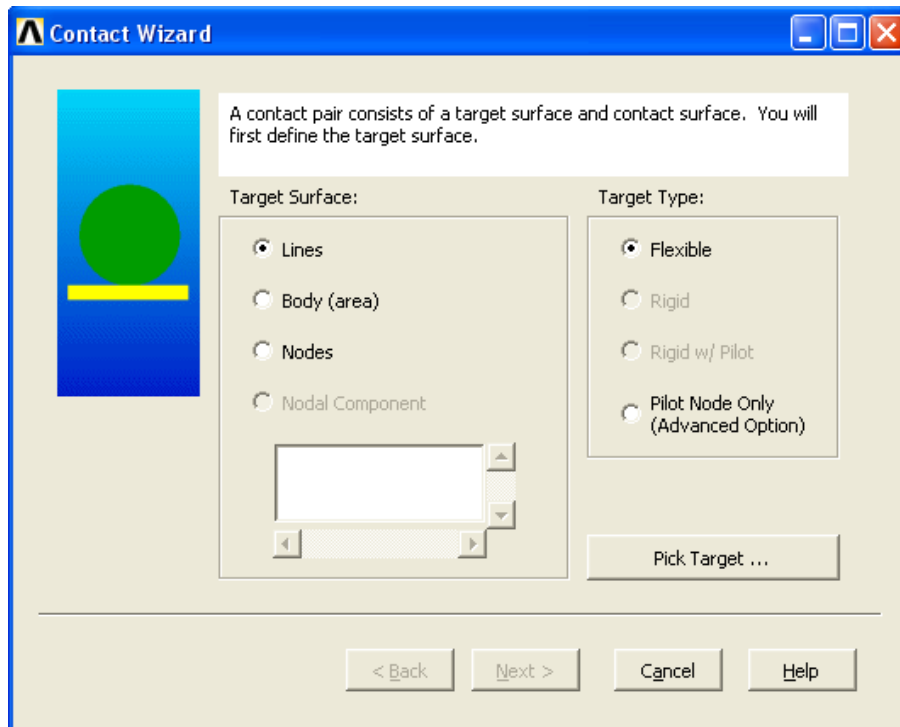 Contact Wizard
A contact pair consists of a target surface and contact surface.  You will
first define the target surface.
Target Surface:
Lines
Body (area)
Nodes
Nodal Component
Target Type:
Flexible
Rigid
Rigid w/ Pilot
Pilot Node Only
(Advanced Option)
Pick Target ...
< Back
Next >
Cancel
Help